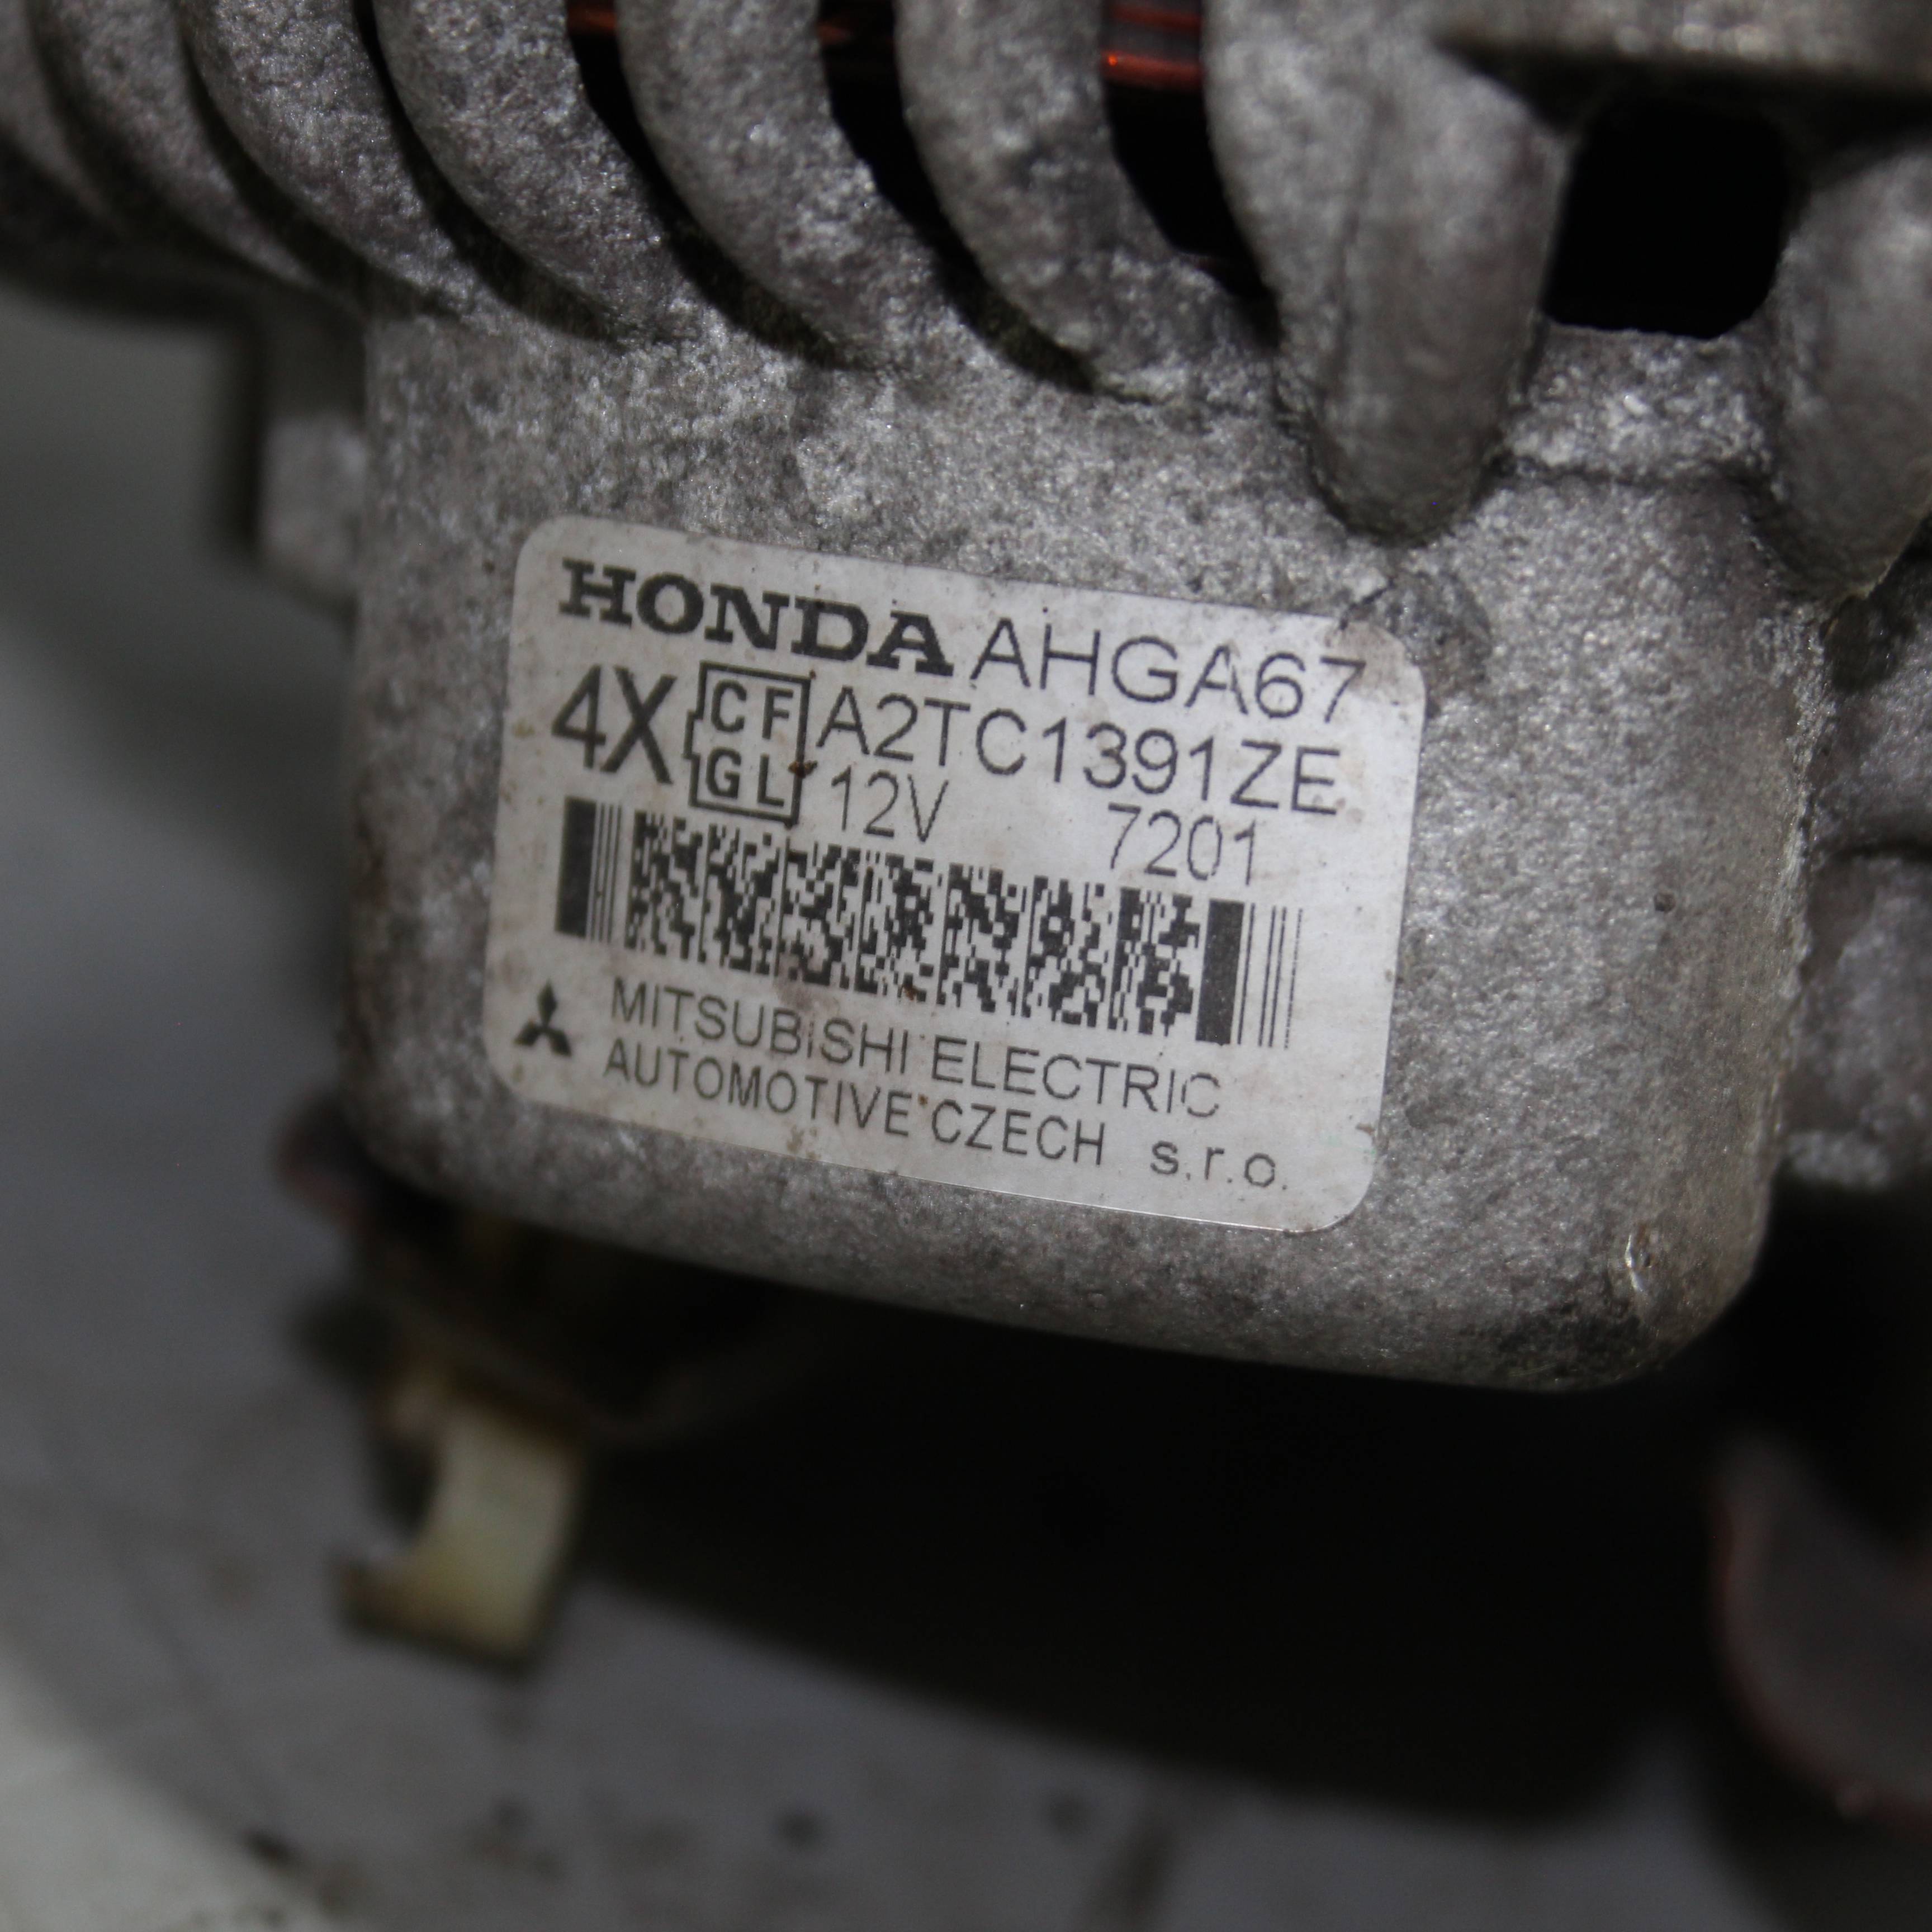 HONDA AHGA67
4X CF A2TC1391ZE
GL 12V 7201
MITSUBISHI ELECTRIC
AUTOMOTIVE CZECH s.r.o.